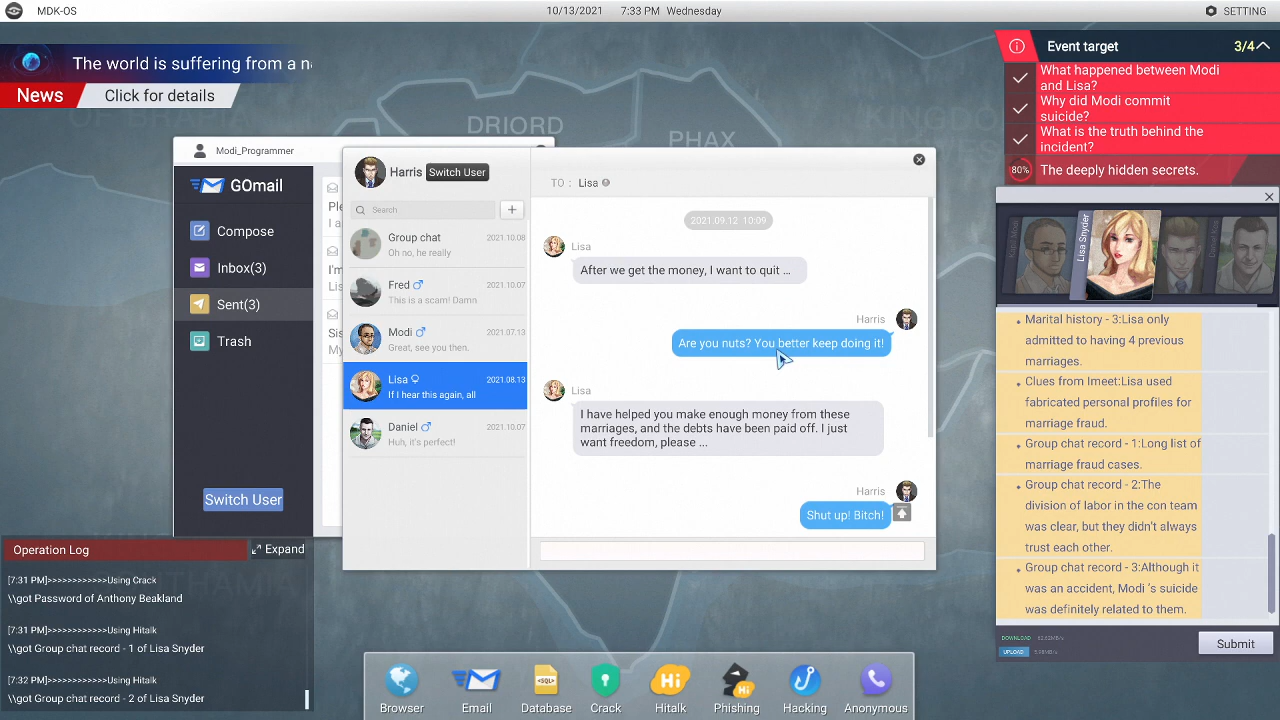 MDK-OS
10/13/2021 7:33 PM Wednesday
SETTING
The world is suffering from a n
News
Click for details
Event target
3/4
What happened between Modi
and Lisa?
Why did Modi commit
suicide?
What is the truth behind the
incident?
80%
The deeply hidden secrets.
OF BROBIA
DRIORD
PHAX
KINGDO
Modi_Programmer
GOmail
Compose
Inbox(3)
Sent(3)
Trash
Switch User
Ple
I a
I'm
Lis
Sis
My
Harris
Switch User
Search
+
Group chat
2021.10.08
Oh no, he really
Fred
2021.10.07
This is a scam! Damn
Modi
2021.07.13
Great, see you then.
Lisa
2021.08.13
If I hear this again, all
Daniel
2021.10.07
Huh, it's perfect!
TO : Lisa
2021.09.12 10:09
Lisa
After we get the money, I want to quit ...
Harris
Are you nuts? You better keep doing it!
Lisa
I have helped you make enough money from these
marriages, and the debts have been paid off. I just
want freedom, please ...
Harris
Shut up! Bitch!
Lisa Snyder
Marital history - 3:Lisa only
admitted to having 4 previous
marriages.
Clues from Imeet:Lisa used
fabricated personal profiles for
marriage fraud.
Group chat record - 1:Long list of
marriage fraud cases.
Group chat record - 2:The
division of labor in the con team
was clear, but they didn't always
trust each other.
Group chat record - 3:Although it
was an accident, Modi 's suicide
was definitely related to them.
DOWNLOAD
UPLOAD
Submit
Operation Log
Expand
[7:31 PM]>>>>>>>>>>>>Using Crack
\\got Password of Anthony Beakland
[7:31 PM]>>>>>>>>>>>>Using Hitalk
\\got Group chat record - 1 of Lisa Snyder
[7:32 PM]>>>>>>>>>>>>Using Hitalk
\\got Group chat record - 2 of Lisa Snyder
<SQL>
Hi
Hi
Browser
Email
Database
Crack
Hitalk
Phishing
Hacking
Anonymous